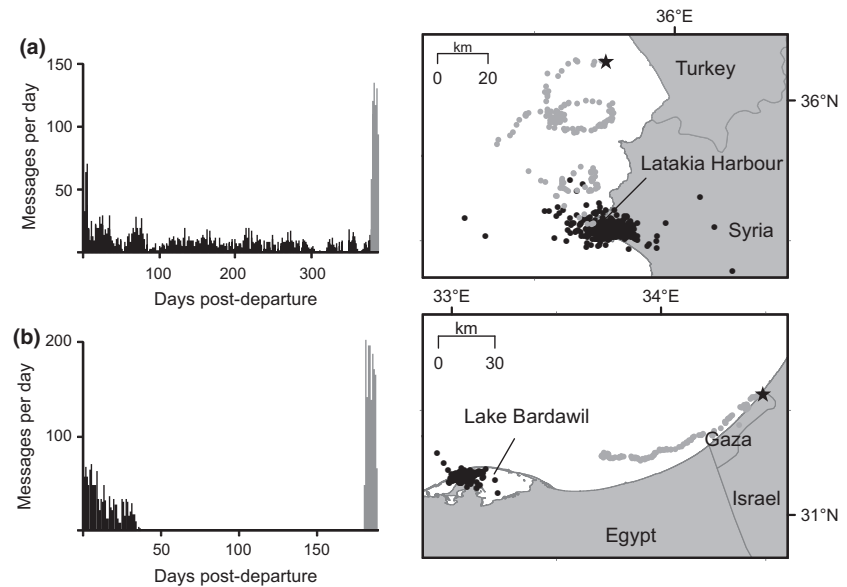 (a)
Messages per day
150
100
50
100
200
300
Days post-departure
36°E
km
0 20
Turkey
36°N
Latakia Harbour
Syria
(b)
Messages per day
200
100
50
100
150
Days post-departure
33°E
34°E
km
0 30
Lake Bardawil
Gaza
Israel
31°N
Egypt